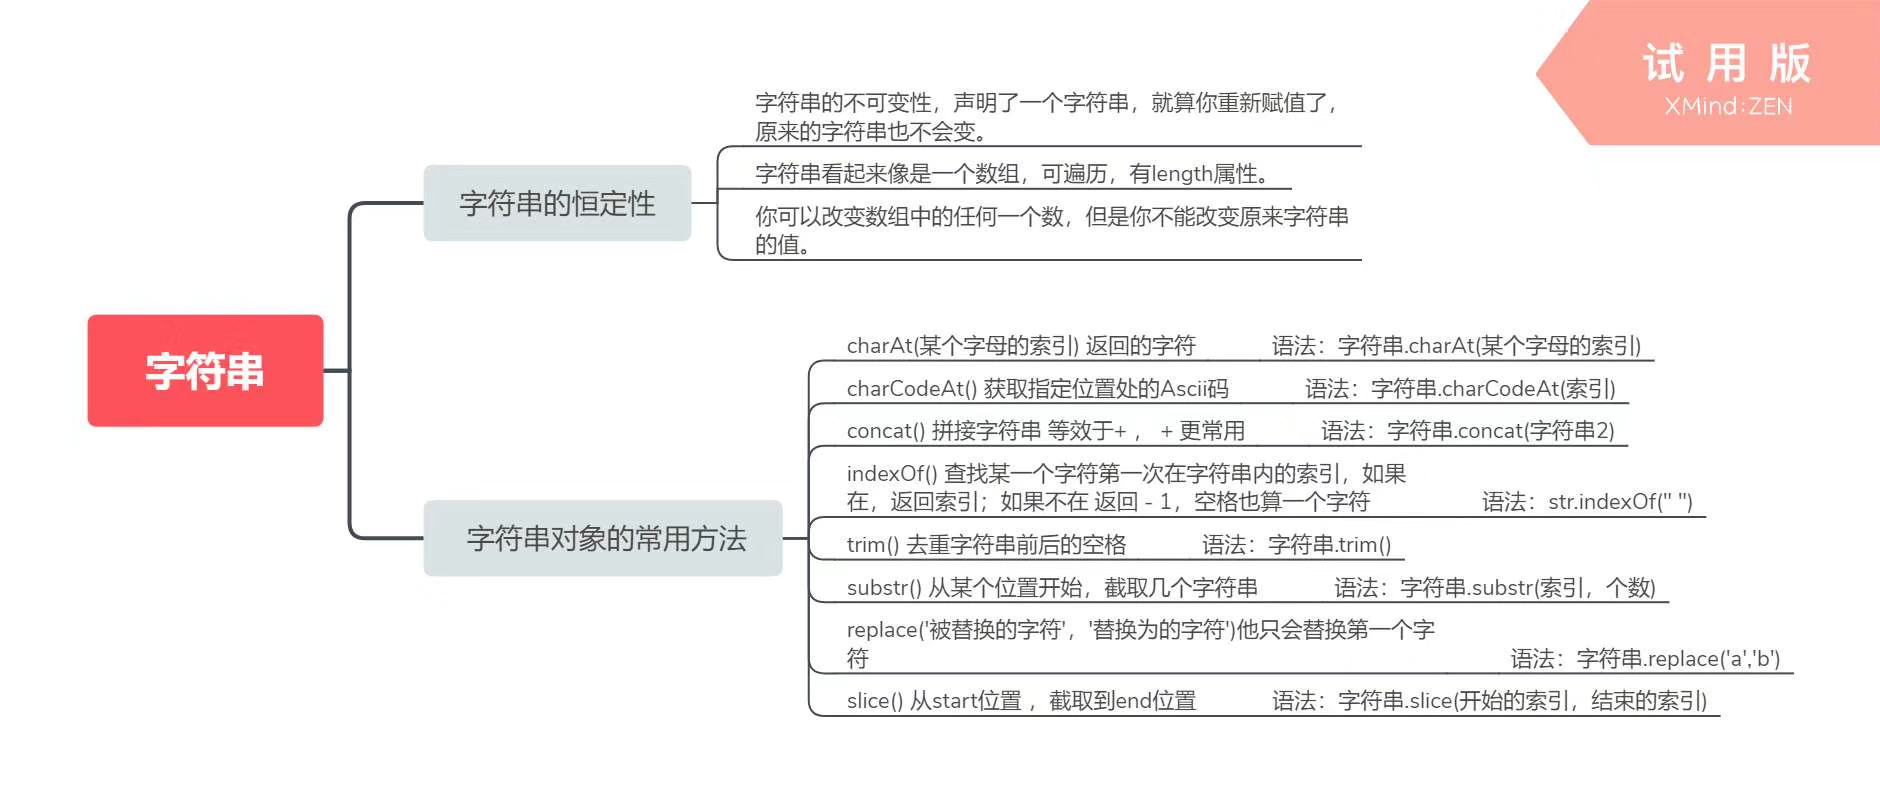 试用版
XMind:ZEN
字符串
字符串的恒定性
字符串的不可变性，声明了一个字符串，就算你重新赋值了，
原来的字符串也不会变。
字符串看起来像是一个数组，可遍历，有length属性。
你可以改变数组中的任何一个数，但是你不能改变原来字符串
的值。
字符串对象的常用方法
charAt(某个字母的索引) 返回的字符 语法：字符串.charAt(某个字母的索引)
charCodeAt() 获取指定位置处的Ascii码 语法：字符串.charCodeAt(索引)
concat() 拼接字符串 等效于+ ， + 更常用 语法：字符串.concat(字符串2)
indexOf() 查找某一个字符第一次在字符串内的索引，如果
在，返回索引；如果不在 返回 - 1，空格也算一个字符 语法：str.indexOf(" ")
trim() 去重字符串前后的空格 语法：字符串.trim()
substr() 从某个位置开始，截取几个字符串 语法：字符串.substr(索引，个数)
replace('被替换的字符'，'替换为的字符')他只会替换第一个字
符 语法：字符串.replace('a','b')
slice() 从start位置 ，截取到end位置 语法：字符串.slice(开始的索引，结束的索引)